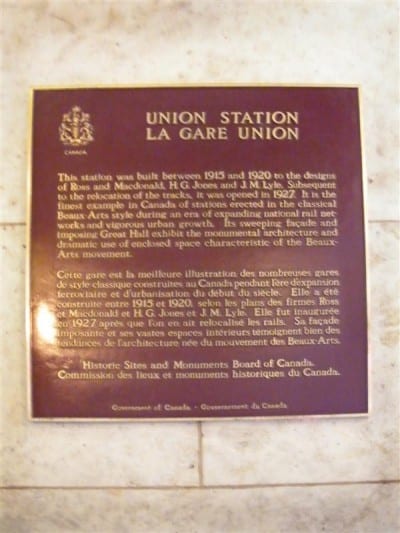 UNION STATION
LA GARE UNION
CANADA
This station was built between 1915 and 1920 to the designs
of Ross and Macdonald, H. G. Jones and J. M. Lyle. Subsequent
to the relocation of the tracks, it was opened in 1927. It is the
finest example in Canada of stations erected in the classical
Beaux-Arts style during an era of expanding national rail net-
works and vigorous urban growth. Its sweeping façade and
imposing Great Hall exhibit the monumental architecture and
dramatic use of enclosed space characteristic of the Beaux-
Arts movement.
Cette gare est la meilleure illustration des nombreuses gares
de style classique construites au Canada pendant l'ère d'expansion
ferroviaire et d'urbanisation du début du siècle. Elle a été
construite entre 1915 et 1920, selon les plans des firmes Ross
et Macdonald et H. G. Jones et J. M. Lyle. Elle fut inaugurée
en 1927 après que l'on en ait relocalisé les rails. Sa façade
imposante et ses vastes espaces intérieurs témoignent bien des
tendances de l'architecture née du mouvement des Beaux-Arts.
Historic Sites and Monuments Board of Canada.
Commission des lieux et monuments historiques du Canada.
Government of Canada - Gouvernement du Canada